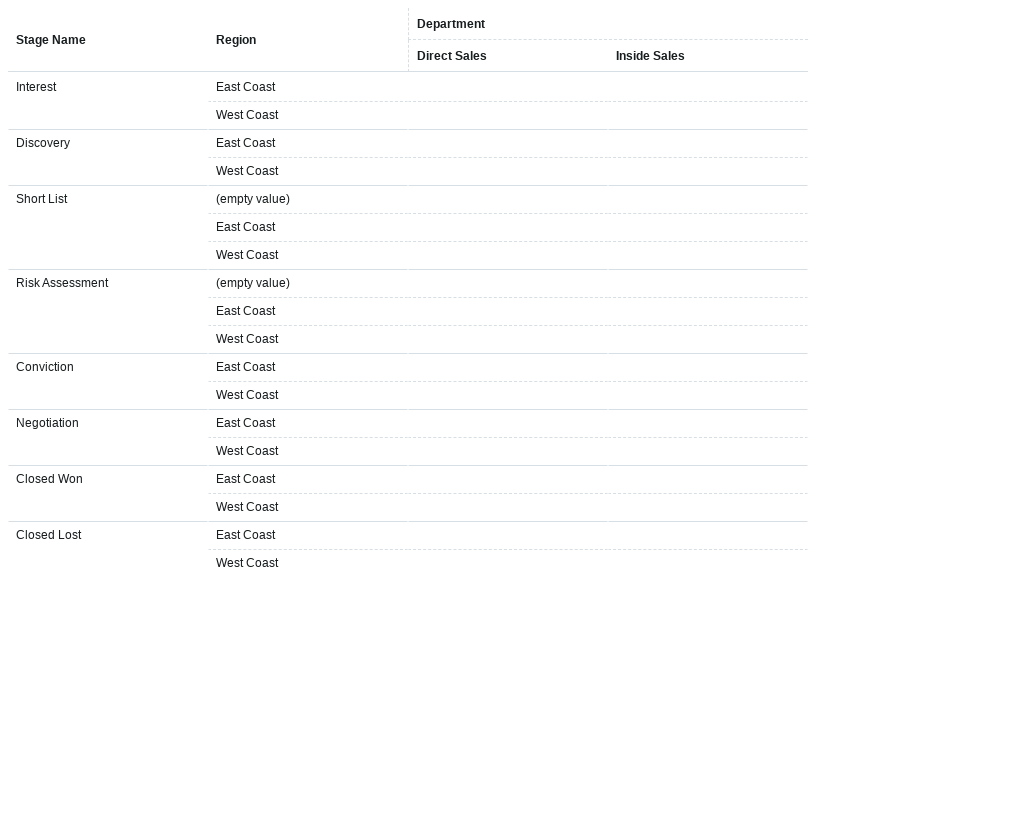 Department
Stage Name Region
Direct Sales Inside Sales
Interest East Coast
West Coast
Discovery East Coast
West Coast
Short List (empty value)
East Coast
West Coast
Risk Assessment (empty value)
East Coast
West Coast
Conviction East Coast
West Coast
Negotiation East Coast
West Coast
Closed Won East Coast
West Coast
Closed Lost East Coast
West Coast